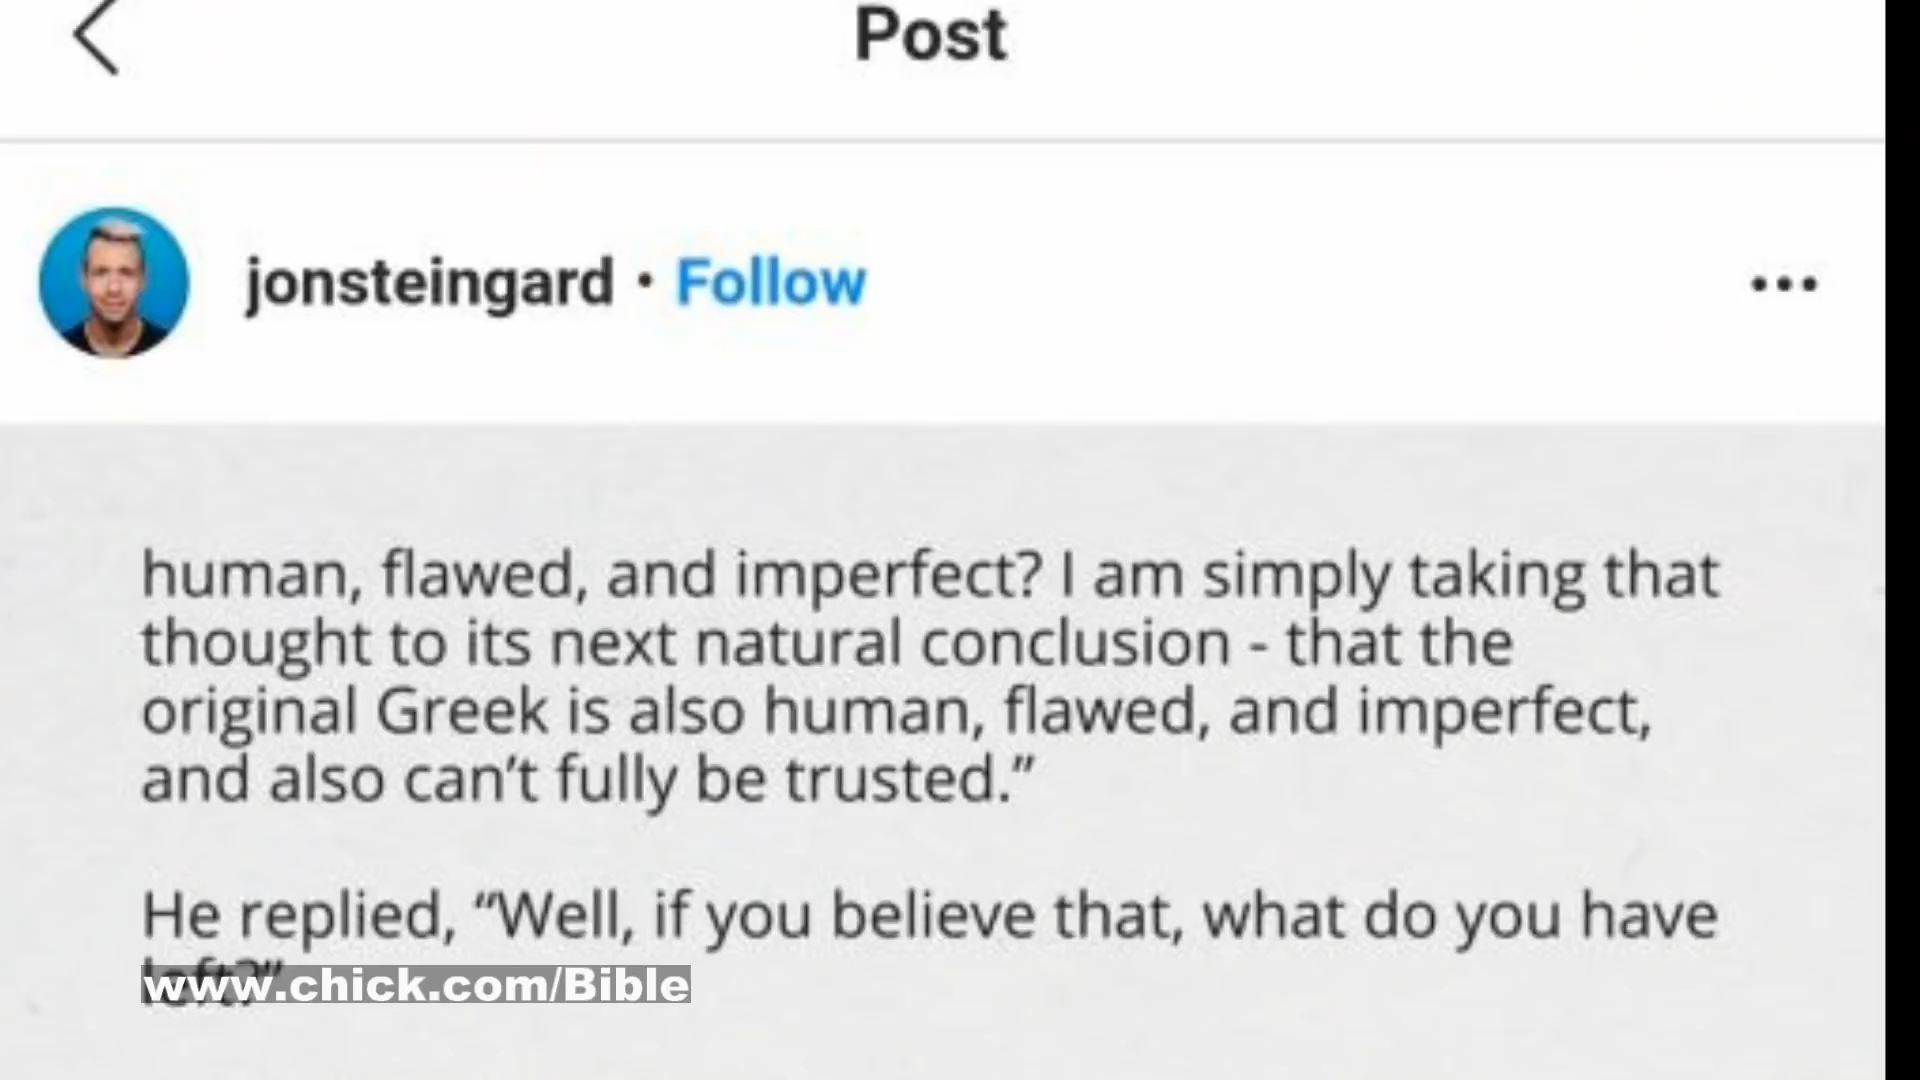 Post
jonsteingard • Follow
human, flawed, and imperfect? I am simply taking that
thought to its next natural conclusion - that the
original Greek is also human, flawed, and imperfect,
and also can’t fully be trusted.”
He replied, “Well, if you believe that, what do you have
left?”
www.chick.com/Bible